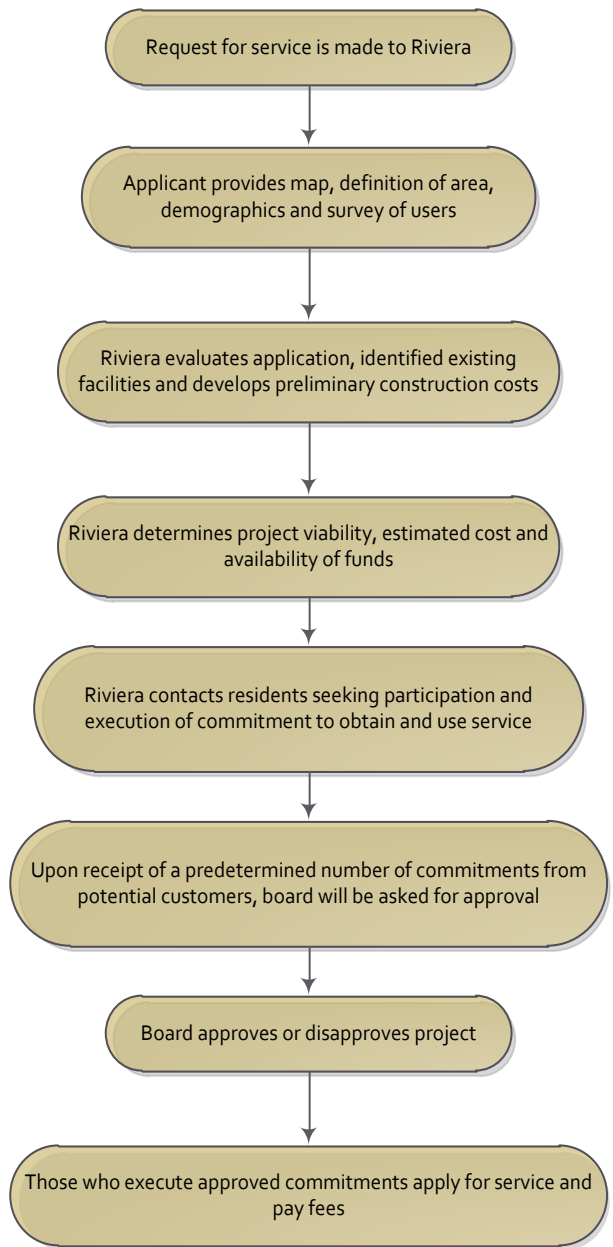 Request for service is made to Riviera
Applicant provides map, definition of area,
demographics and survey of users
Riviera evaluates application, identified existing
facilities and develops preliminary construction costs
Riviera determines project viability, estimated cost and
availability of funds
Riviera contacts residents seeking participation and
execution of commitment to obtain and use service
Upon receipt of a predetermined number of commitments from
potential customers, board will be asked for approval
Board approves or disapproves project
Those who execute approved commitments apply for service and
pay fees